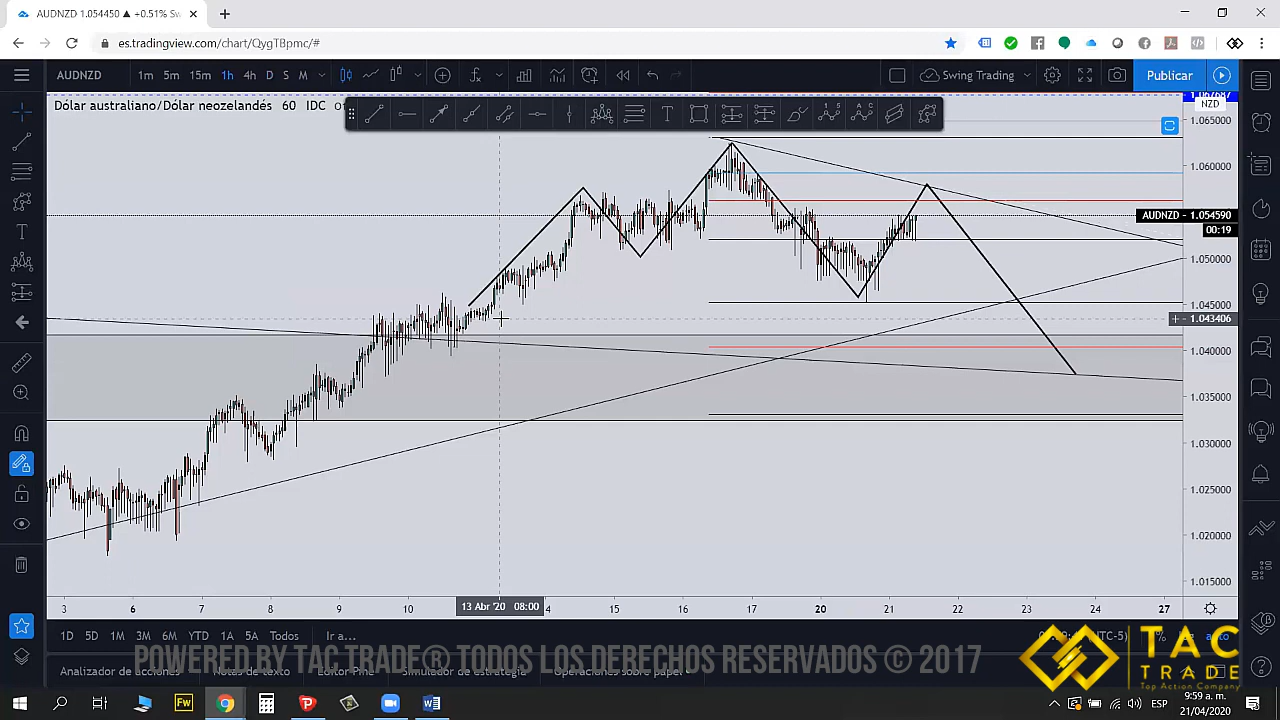 AUDNZD 1.054450 ▲ +0.51% Sw
es.tradingview.com/chart/QygTBpmc/#
AUDNZD 1m 5m 15m 1h 4h D S M Swing Trading Publicar
Dólar australiano/Dólar neozelandés 60 IDC
NZD
1.065000
1.060000
AUDNZD - 1.054590
00:19
1.050000
1.045000
1.043406
1.040000
1.035000
1.030000
1.025000
1.020000
1.015000
3 6 7 8 9 10 13 Abr '20 08:00 4 15 16 17 20 21 22 23 24 27
1D 5D 1M 3M 6M YTD 1A 5A Todos Ir a... (UTC-5) % auto
POWERED BY TAC TRADE® TODOS LOS DERECHOS RESERVADOS © 2017
Analizador de acciones Notas de texto Editor Pine Simulador de estrategia Operaciones sobre papel
TAC
TRADE®
Top Action Company
ESP
9:59 a. m.
21/04/2020